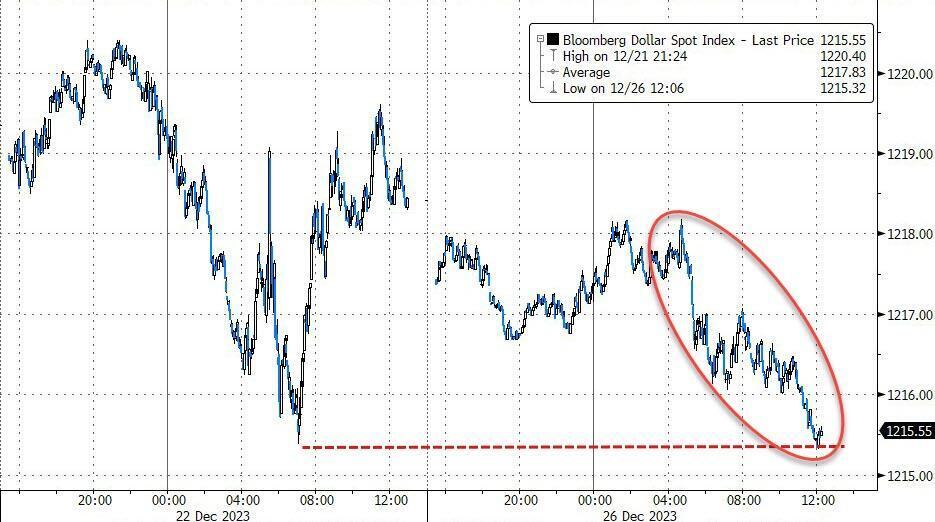 Bloomberg Dollar Spot Index - Last Price 1215.55
High on 12/21 21:24 1220.40
Average 1217.83
Low on 12/26 12:06 1215.32
1220.00
1219.00
1218.00
1217.00
1216.00
1215.55
1215.00
20:00 00:00 04:00 08:00 12:00 20:00 00:00 04:00 08:00 12:00
22 Dec 2023 26 Dec 2023